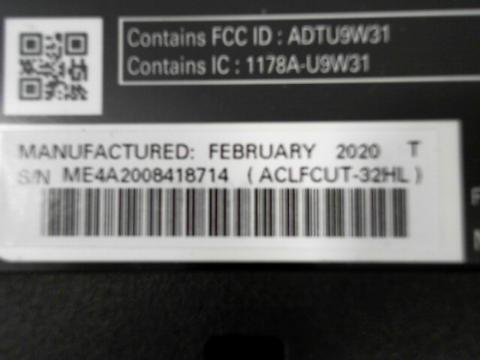 Contains FCC ID : ADTU9W31
Contains IC : 1178A-U9W31
MANUFACTURED: FEBRUARY 2020 T
S/N ME4A2008418714 ( ACLFCUT-32HL )